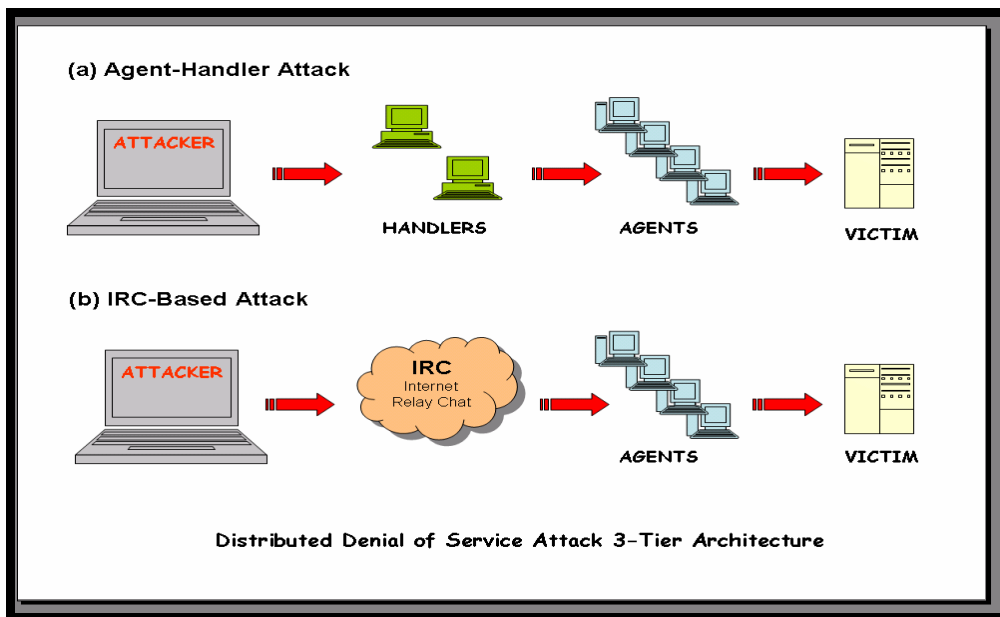 (a) Agent-Handler Attack
ATTACKER
HANDLERS
AGENTS
VICTIM
(b) IRC-Based Attack
ATTACKER
IRC
Internet
Relay Chat
AGENTS
VICTIM
Distributed Denial of Service Attack 3-Tier Architecture